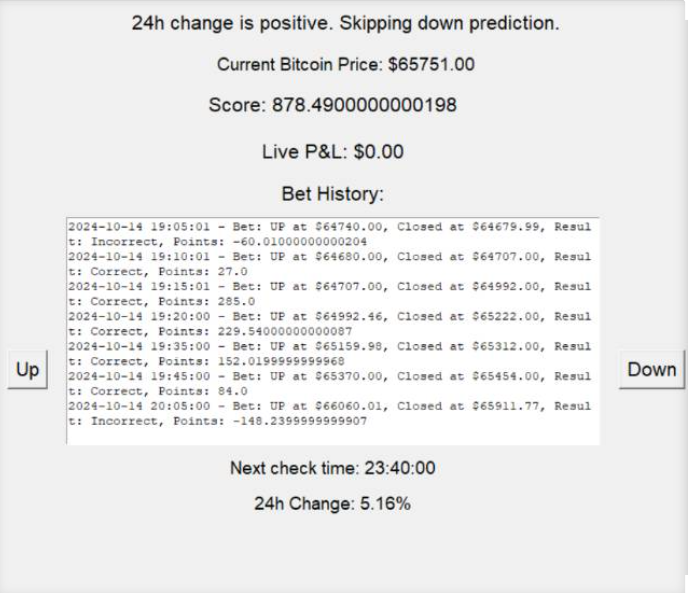 24h change is positive. Skipping down prediction.
Current Bitcoin Price: $65751.00
Score: 878.4900000000198
Live P&L: $0.00
Bet History:
2024-10-14 19:05:01 - Bet: UP at $64740.00, Closed at $64679.99, Resul
t: Incorrect, Points: -60.01000000000204
2024-10-14 19:10:01 - Bet: UP at $64680.00, Closed at $64707.00, Resul
t: Correct, Points: 27.0
2024-10-14 19:15:01 - Bet: UP at $64707.00, Closed at $64992.00, Resul
t: Correct, Points: 285.0
2024-10-14 19:20:00 - Bet: UP at $64992.46, Closed at $65222.00, Resul
t: Correct, Points: 229.54000000000087
2024-10-14 19:35:00 - Bet: UP at $65159.98, Closed at $65312.00, Resul
t: Correct, Points: 152.0199999999968
2024-10-14 19:45:00 - Bet: UP at $65370.00, Closed at $65454.00, Resul
t: Correct, Points: 84.0
2024-10-14 20:05:00 - Bet: UP at $66060.01, Closed at $65911.77, Resul
t: Incorrect, Points: -148.2399999999907
Up
Down
Next check time: 23:40:00
24h Change: 5.16%